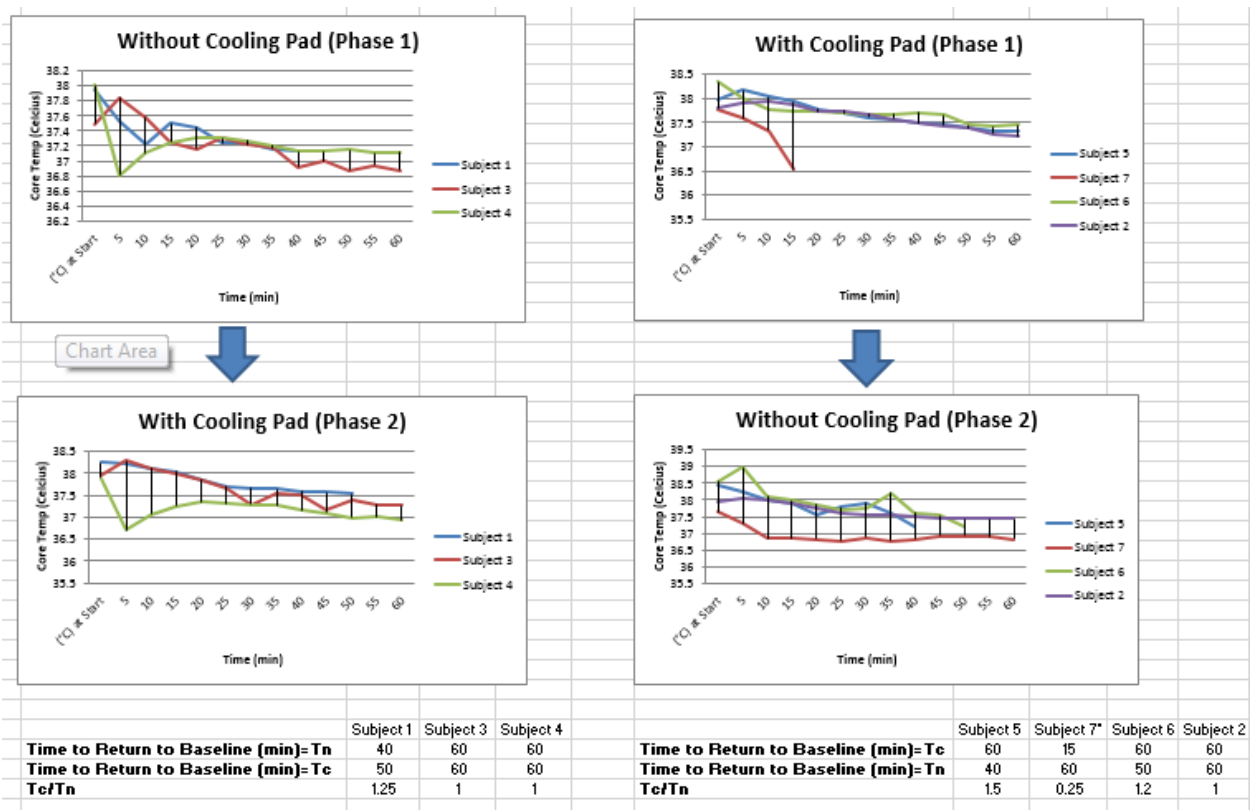 Without Cooling Pad (Phase 1)
Core Temp (Celcius)
38.2
38
37.8
37.6
37.4
37.2
37
36.8
36.6
36.4
36.2
(°C) at Start 5 10 15 20 25 30 35 40 45 50 55 60
Time (min)
Subject 1
Subject 3
Subject 4
With Cooling Pad (Phase 1)
Core Temp (Celcius)
38.5
38
37.5
37
36.5
36
35.5
(°C) at Start 5 10 15 20 25 30 35 40 45 50 55 60
Time (min)
Subject 5
Subject 7
Subject 6
Subject 2
Chart Area
With Cooling Pad (Phase 2)
Core Temp (Celcius)
38.5
38
37.5
37
36.5
36
35.5
(°C) at Start 5 10 15 20 25 30 35 40 45 50 55 60
Time (min)
Subject 1
Subject 3
Subject 4
Without Cooling Pad (Phase 2)
Core Temp (Celcius)
39.5
39
38.5
38
37.5
37
36.5
36
35.5
(°C) at Start 5 10 15 20 25 30 35 40 45 50 55 60
Time (min)
Subject 5
Subject 7
Subject 6
Subject 2
Subject 1 Subject 3 Subject 4
Time to Return to Baseline (min)=Tn 40 60 60
Time to Return to Baseline (min)=Tc 50 60 60
Tc/Tn 1.25 1 1
Subject 5 Subject 7* Subject 6 Subject 2
Time to Return to Baseline (min)=Tc 60 15 60 60
Time to Return to Baseline (min)=Tn 40 60 50 60
Tc/Tn 1.5 0.25 1.2 1